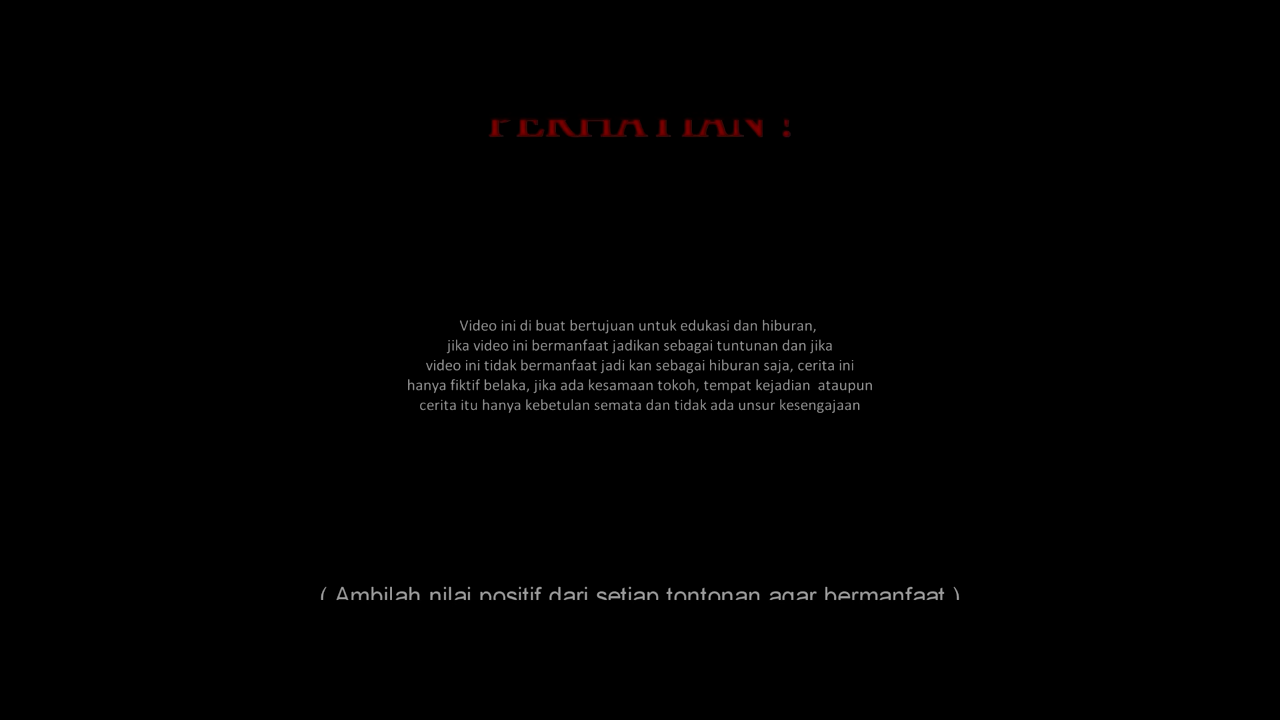 PERHATIAN !
Video ini di buat bertujuan untuk edukasi dan hiburan,
jika video ini bermanfaat jadikan sebagai tuntunan dan jika
video ini tidak bermanfaat jadi kan sebagai hiburan saja, cerita ini
hanya fiktif belaka, jika ada kesamaan tokoh, tempat kejadian ataupun
cerita itu hanya kebetulan semata dan tidak ada unsur kesengajaan
( Ambilah nilai positif dari setiap tontonan agar bermanfaat )